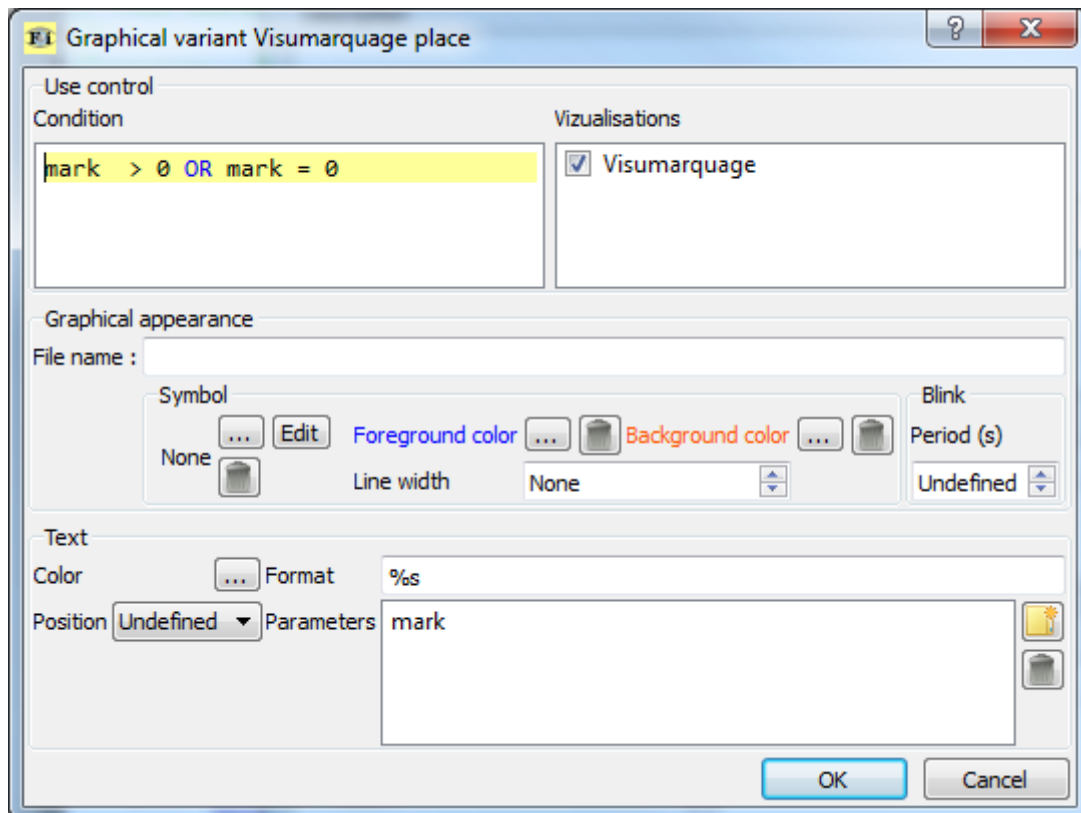 Fi Graphical variant Visumarquage place
Use control
Condition Vizualisations
mark  > 0 OR mark = 0
Visumarquage
Graphical appearance
File name :
Symbol Blink
None ... Edit Foreground color ... Background color ... Period (s)
Line width None Undefined
Text
Color ... Format %s
Position Undefined Parameters mark
OK Cancel